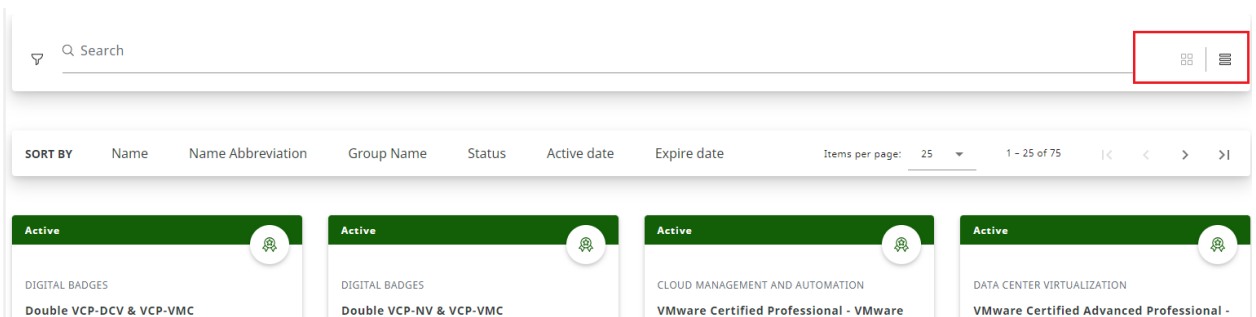 Search
SORT BY Name Name Abbreviation Group Name Status Active date Expire date Items per page: 25 1 – 25 of 75
Active Active Active Active
DIGITAL BADGES DIGITAL BADGES CLOUD MANAGEMENT AND AUTOMATION DATA CENTER VIRTUALIZATION
Double VCP-DCV & VCP-VMC Double VCP-NV & VCP-VMC VMware Certified Professional - VMware VMware Certified Advanced Professional -